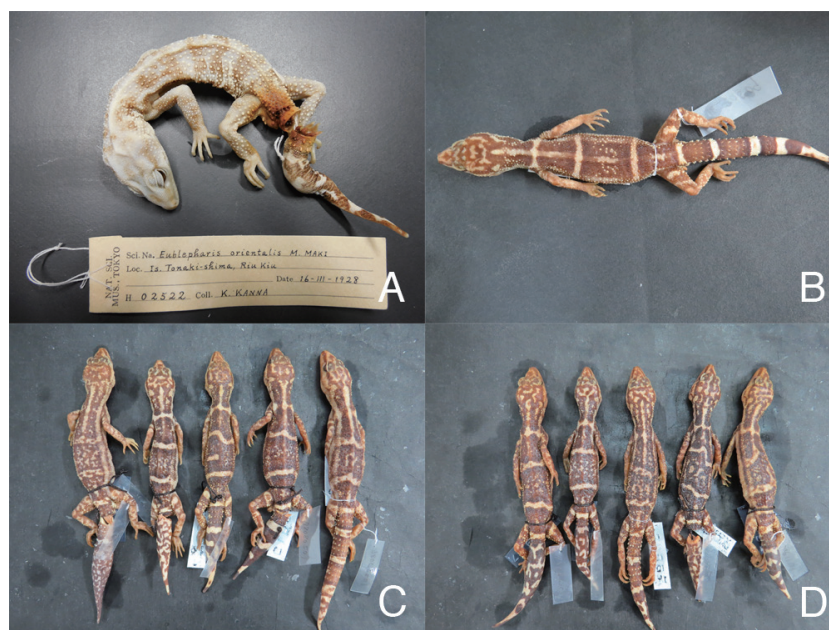 A
NAT. SCI.
MUS., TOKYO
Sci. Na. Eublepharis orientalis M. MAKI
Loc. Is. Tonaki-shima, Riu Kiu
Date 16-III-1928
H 02522 Coll. K. KANNA
B
C
D